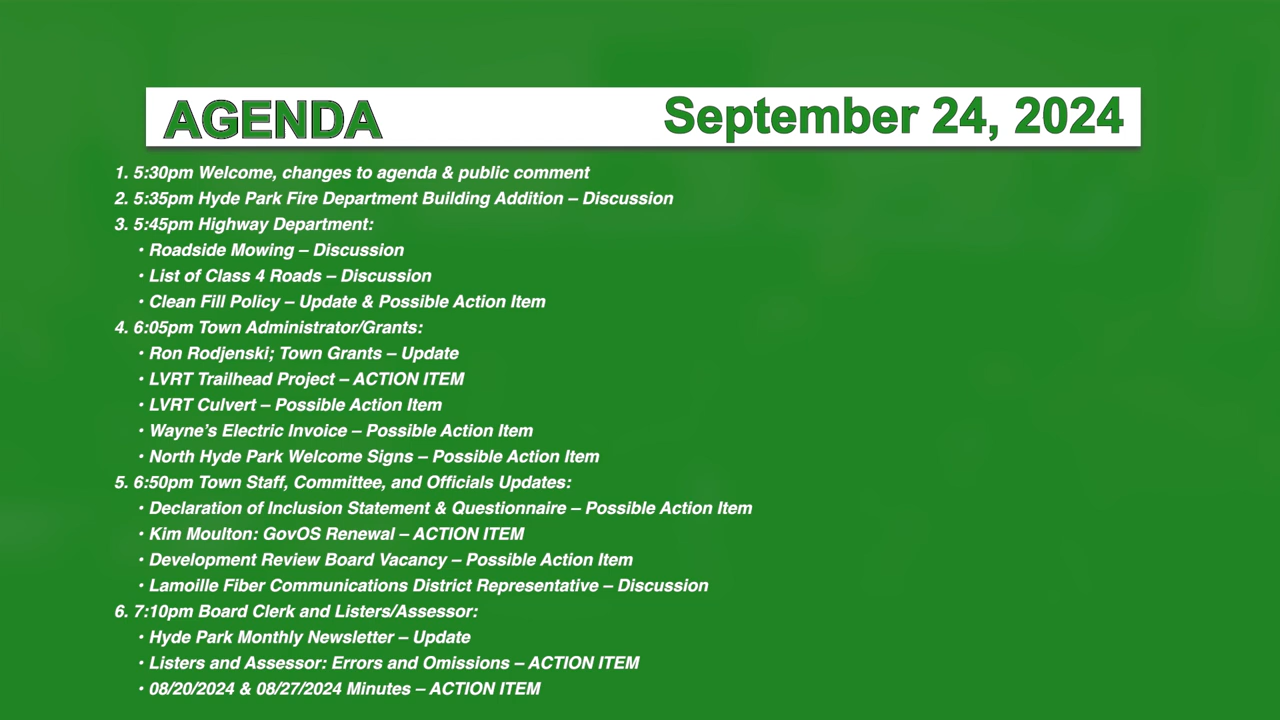 AGENDA September 24, 2024
1. 5:30pm Welcome, changes to agenda & public comment
2. 5:35pm Hyde Park Fire Department Building Addition – Discussion
3. 5:45pm Highway Department:
• Roadside Mowing – Discussion
• List of Class 4 Roads – Discussion
• Clean Fill Policy – Update & Possible Action Item
4. 6:05pm Town Administrator/Grants:
• Ron Rodjenski; Town Grants – Update
• LVRT Trailhead Project – ACTION ITEM
• LVRT Culvert – Possible Action Item
• Wayne’s Electric Invoice – Possible Action Item
• North Hyde Park Welcome Signs – Possible Action Item
5. 6:50pm Town Staff, Committee, and Officials Updates:
• Declaration of Inclusion Statement & Questionnaire – Possible Action Item
• Kim Moulton: GovOS Renewal – ACTION ITEM
• Development Review Board Vacancy – Possible Action Item
• Lamoille Fiber Communications District Representative – Discussion
6. 7:10pm Board Clerk and Listers/Assessor:
• Hyde Park Monthly Newsletter – Update
• Listers and Assessor: Errors and Omissions – ACTION ITEM
• 08/20/2024 & 08/27/2024 Minutes – ACTION ITEM